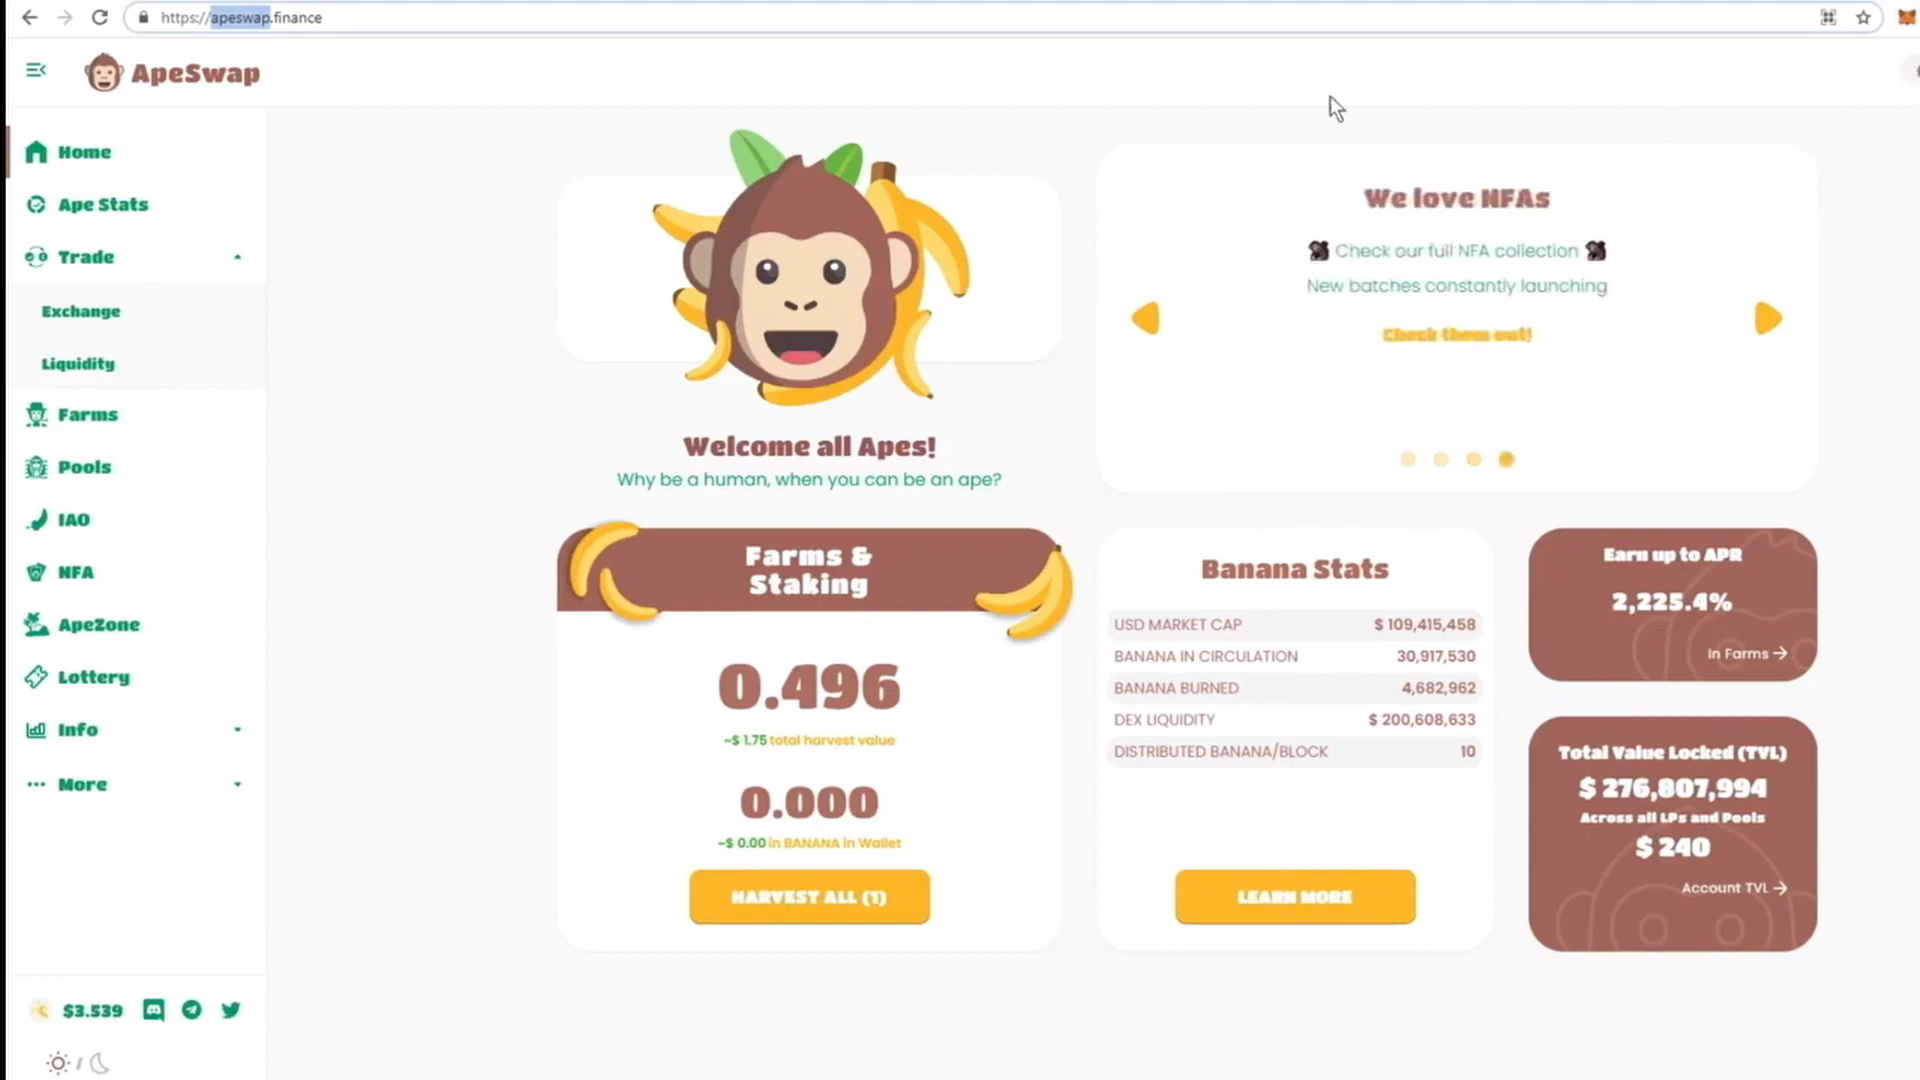 https://apeswap.finance
ApeSwap
Home
Ape Stats
Trade
Exchange
Liquidity
Farms
Pools
IAO
NFA
ApeZone
Lottery
Info
More
$3.539
/
Welcome all Apes!
Why be a human, when you can be an ape?
We love NFAs
Check our full NFA collection
New batches constantly launching
Check them out!
Farms &
Staking
0.496
~$ 1.75 total harvest value
0.000
~$ 0.00 in BANANA in Wallet
HARVEST ALL (1)
Banana Stats
USD MARKET CAP $ 109,415,458
BANANA IN CIRCULATION 30,917,530
BANANA BURNED 4,682,962
DEX LIQUIDITY $ 200,608,633
DISTRIBUTED BANANA/BLOCK 10
LEARN MORE
Earn up to APR
2,225.4%
In Farms →
Total Value Locked (TVL)
$ 276,807,994
Across all LPs and Pools
$ 240
Account TVL →